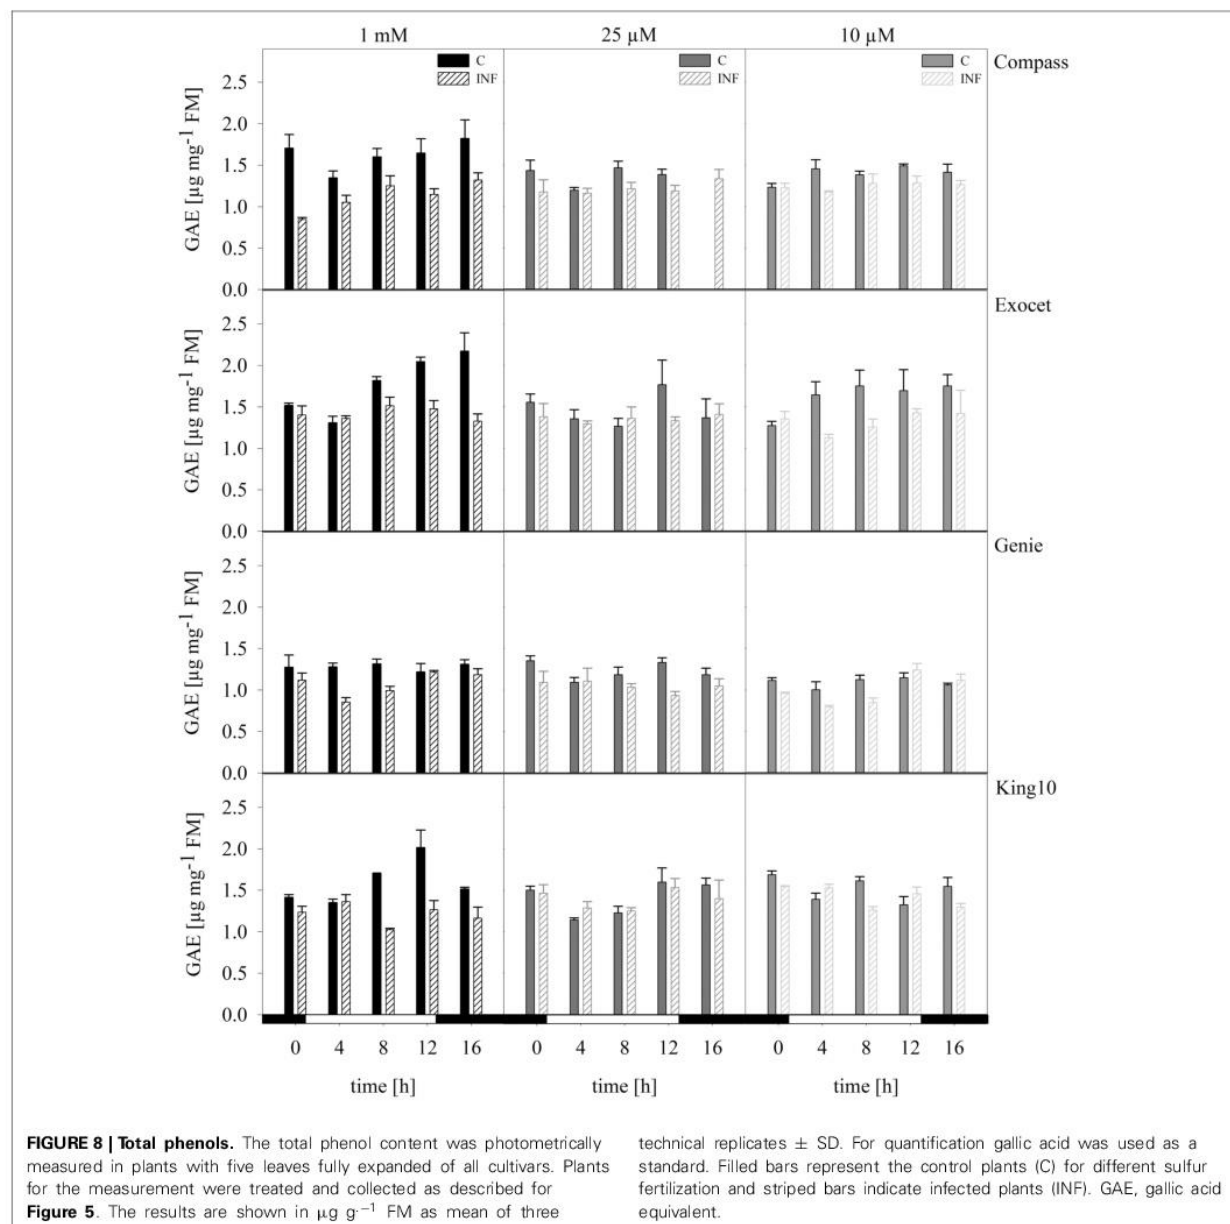 1 mM 25 µM 10 µM
C INF C INF C INF
Compass
2.5
2.0
1.5
1.0
0.5
0.0
GAE [µg mg-1 FM]
Exocet
2.5
2.0
1.5
1.0
0.5
0.0
GAE [µg mg-1 FM]
Genie
2.5
2.0
1.5
1.0
0.5
0.0
GAE [µg mg-1 FM]
King10
2.5
2.0
1.5
1.0
0.5
0.0
GAE [µg mg-1 FM]
0 4 8 12 16 0 4 8 12 16 0 4 8 12 16
time [h] time [h] time [h]
FIGURE 8 | Total phenols. The total phenol content was photometrically
measured in plants with five leaves fully expanded of all cultivars. Plants
for the measurement were treated and collected as described for
Figure 5. The results are shown in µg g−1 FM as mean of three
technical replicates ± SD. For quantification gallic acid was used as a
standard. Filled bars represent the control plants (C) for different sulfur
fertilization and striped bars indicate infected plants (INF). GAE, gallic acid
equivalent.